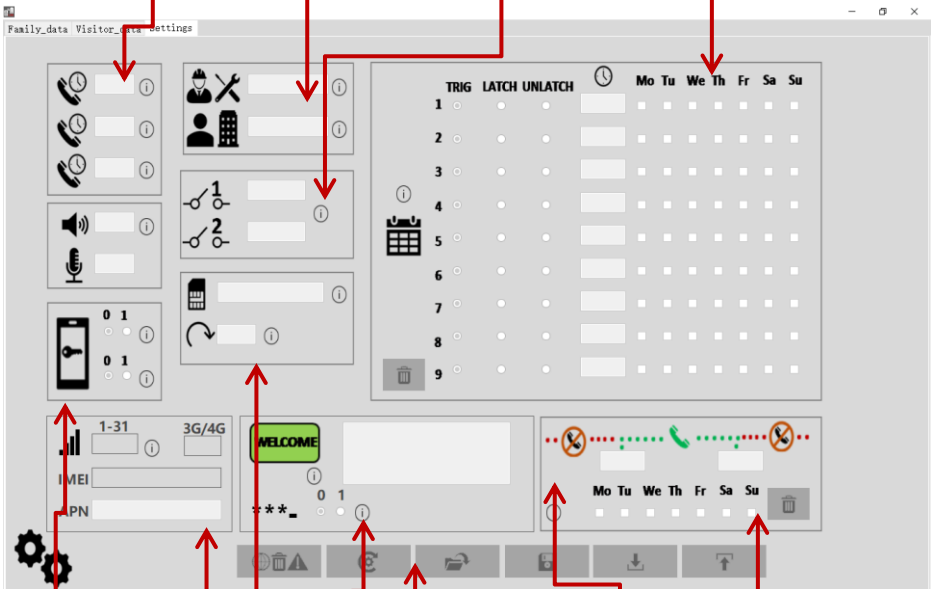 Family_data Visitor_data Settings
TRIG LATCH UNLATCH Mo Tu We Th Fr Sa Su
1
2
3
4
5
6
7
8
9
1
2
0 1
0 1
1-31 3G/4G
IMEI
APN
WELCOME
0 1
***_
Mo Tu We Th Fr Sa Su